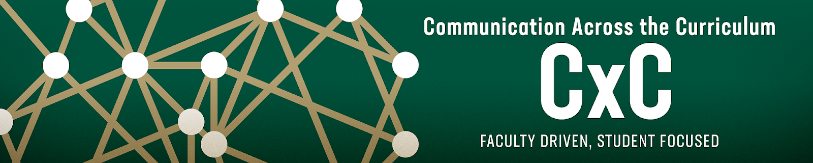 Communication Across the Curriculum
CxC
FACULTY DRIVEN, STUDENT FOCUSED